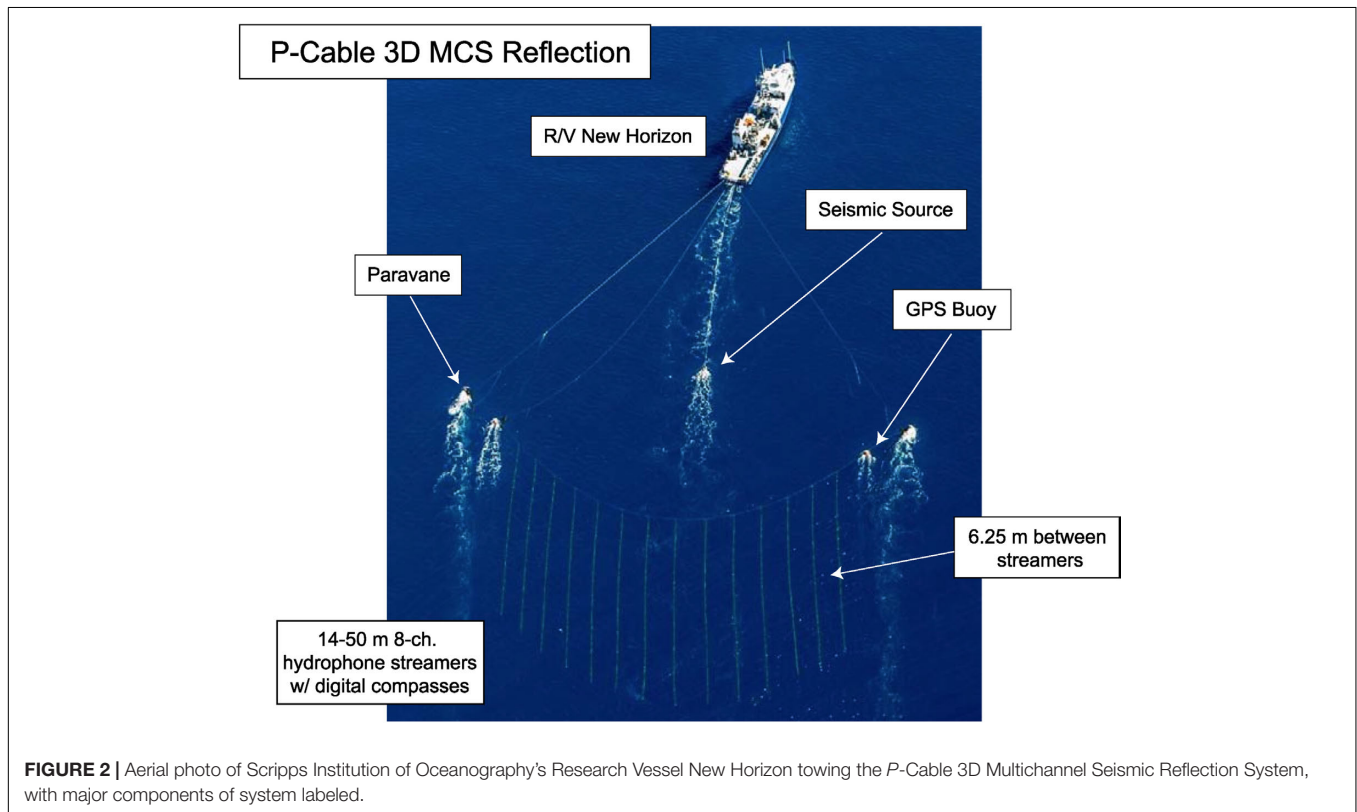 P-Cable 3D MCS Reflection
R/V New Horizon
Seismic Source
Paravane
GPS Buoy
6.25 m between
streamers
14-50 m 8-ch.
hydrophone streamers
w/ digital compasses
FIGURE 2 | Aerial photo of Scripps Institution of Oceanography's Research Vessel New Horizon towing the P-Cable 3D Multichannel Seismic Reflection System,
with major components of system labeled.